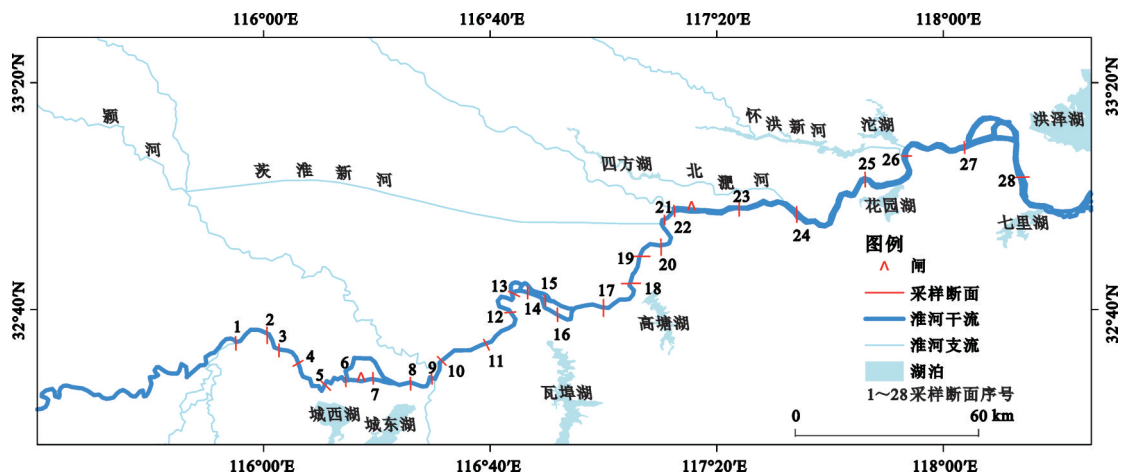 116°00′E
116°40′E
117°20′E
118°00′E
33°20′N
33°20′N
颍河
茨淮新河
四方湖
北淝河
怀洪新河
沱湖
洪泽湖
1
2
3
4
5
6
7
8
9
10
11
12
13
14
15
16
17
18
19
20
21
22
23
24
25
26
27
28
花园湖
七里湖
高塘湖
瓦埠湖
城西湖
城东湖
32°40′N
32°40′N
图例
闸
采样断面
淮河干流
淮河支流
湖泊
1～28采样断面序号
0
60 km
116°00′E
116°40′E
117°20′E
118°00′E